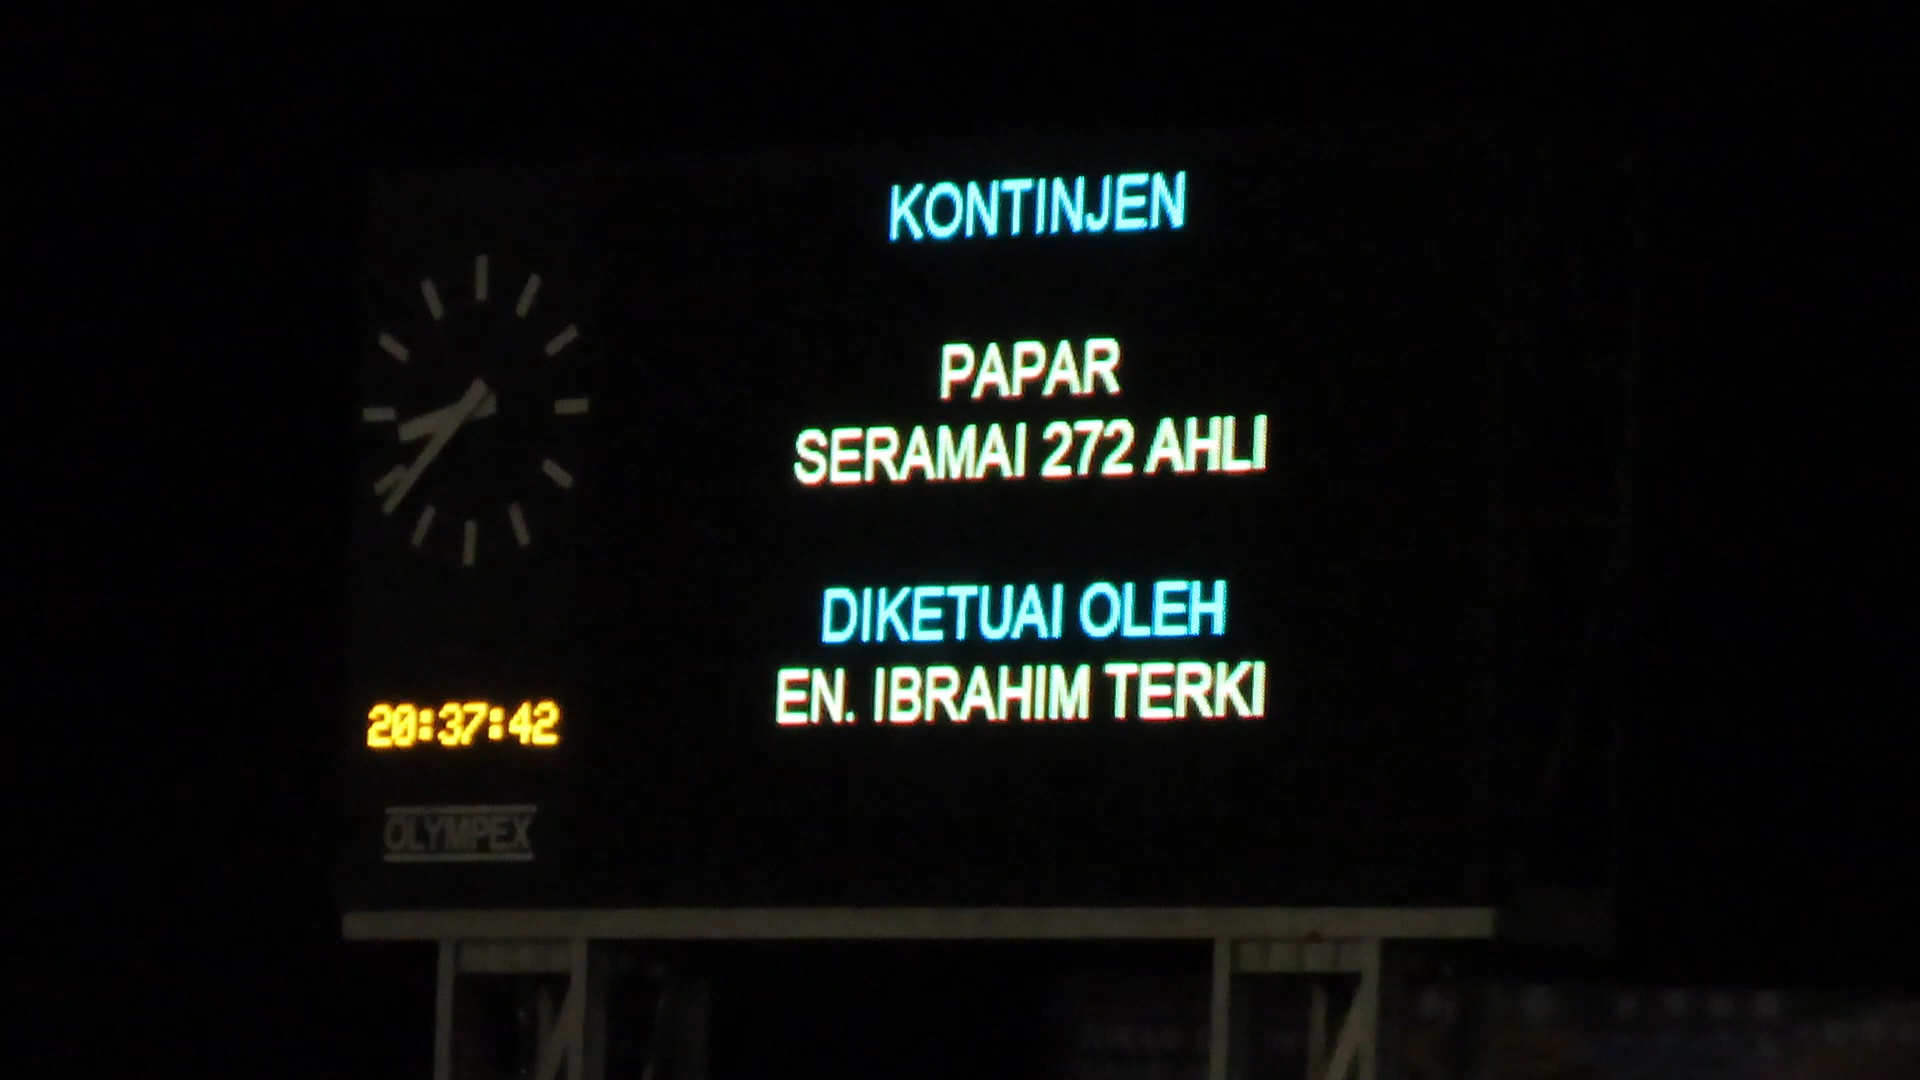 KONTINJEN
PAPAR
SERAMAI 272 AHLI
DIKETUAI OLEH
EN. IBRAHIM TERKI
20:37:42
OLYMPEX